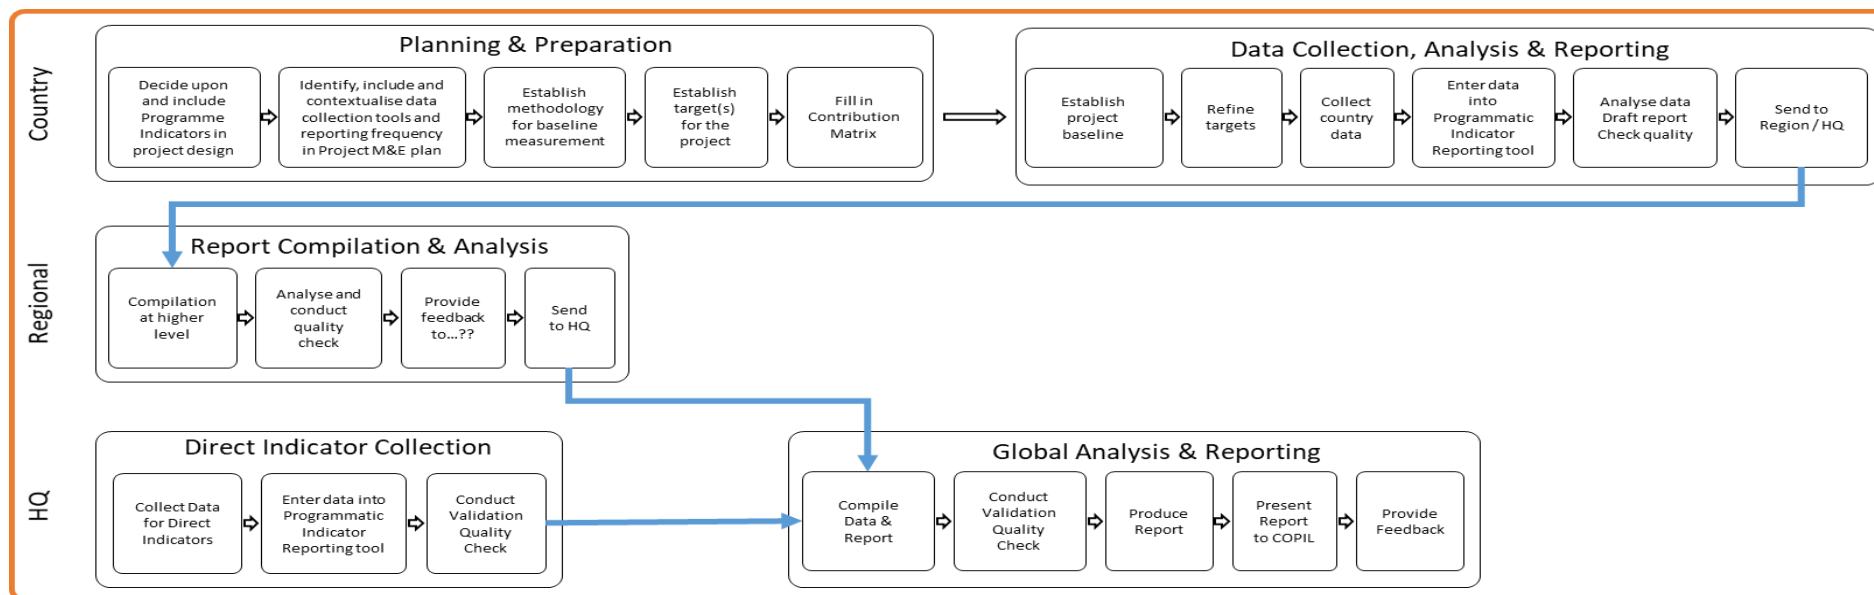 Country
Planning & Preparation
Decide upon
and include
Programme
Indicators in
project design
Identify, include and
contextualise data
collection tools and
reporting frequency
in Project M&E plan
Establish
methodology
for baseline
measurement
Establish
target(s)
for the
project
Fill in
Contribution
Matrix
Data Collection, Analysis & Reporting
Establish
project
baseline
Refine
targets
Collect
country
data
Enter data
into
Programmatic
Indicator
Reporting tool
Analyse data
Draft report
Check quality
Send to
Region / HQ
Regional
Report Compilation & Analysis
Compilation
at higher
level
Analyse and
conduct
quality
check
Provide
feedback
to...??
Send
to HQ
HQ
Direct Indicator Collection
Collect Data
for Direct
Indicators
Enter data into
Programmatic
Indicator
Reporting tool
Conduct
Validation
Quality
Check
Global Analysis & Reporting
Compile
Data &
Report
Conduct
Validation
Quality
Check
Produce
Report
Present
Report
to COPIL
Provide
Feedback